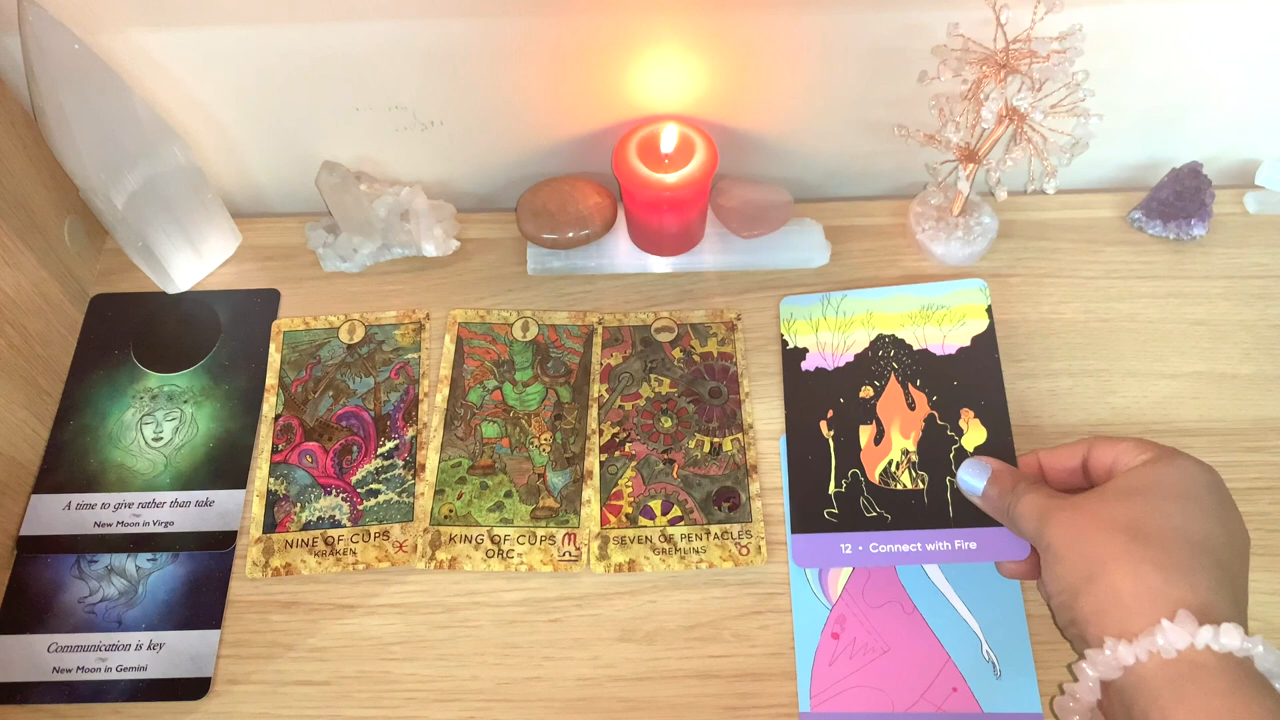 A time to give rather than take
New Moon in Virgo
Communication is key
New Moon in Gemini
NINE OF CUPS
KRAKEN
KING OF CUPS
ORC
SEVEN OF PENTACLES
GREMLINS
12 • Connect with Fire